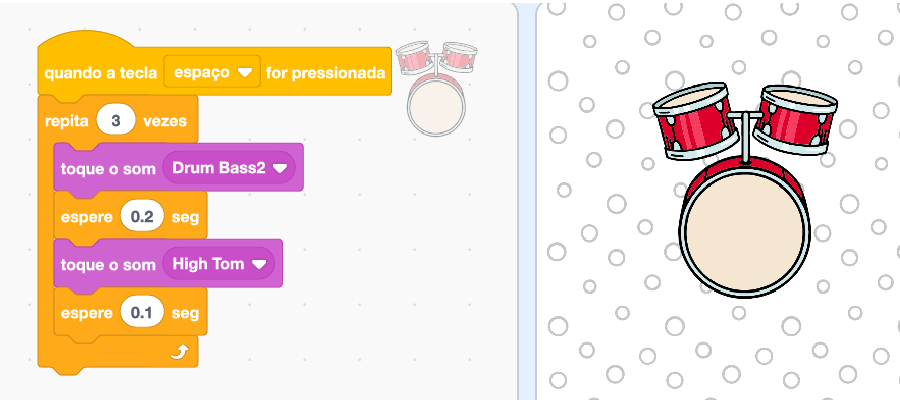 quando a tecla espaço for pressionada
repita 3 vezes
toque o som Drum Bass2
espere 0.2 seg
toque o som High Tom
espere 0.1 seg